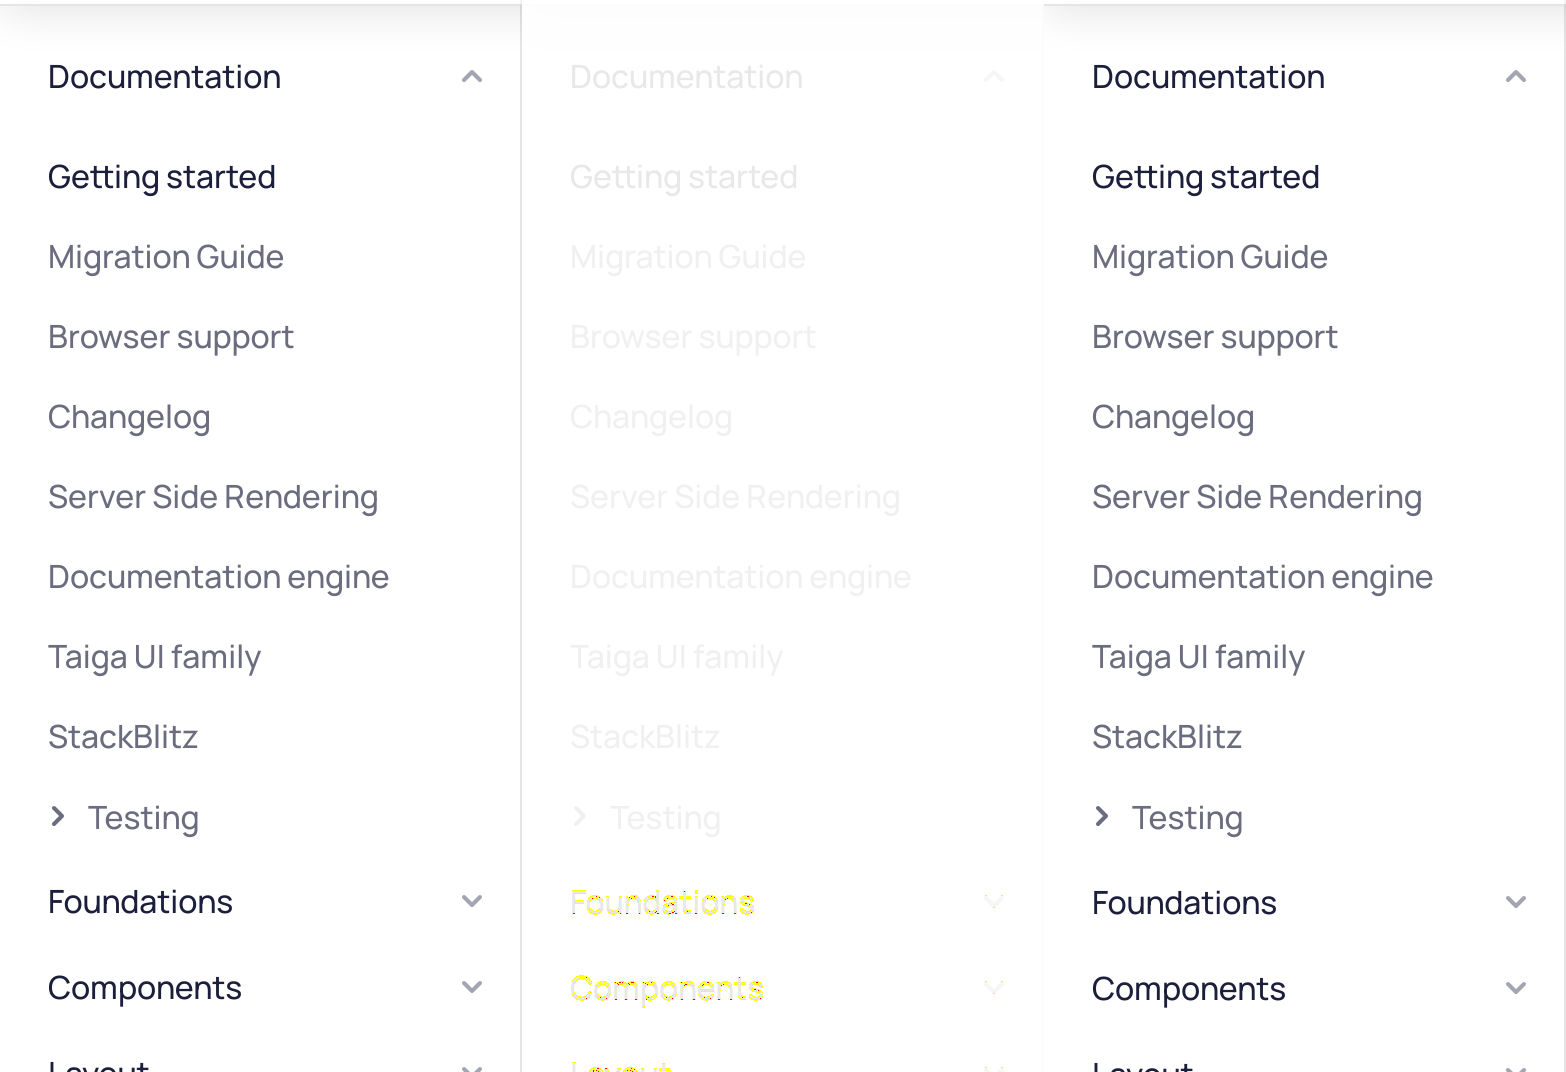 Documentation
Getting started
Migration Guide
Browser support
Changelog
Server Side Rendering
Documentation engine
Taiga UI family
StackBlitz
Testing
Foundations
Components
Layout
Documentation
Getting started
Migration Guide
Browser support
Changelog
Server Side Rendering
Documentation engine
Taiga UI family
StackBlitz
Testing
Foundations
Components
Layout
Documentation
Getting started
Migration Guide
Browser support
Changelog
Server Side Rendering
Documentation engine
Taiga UI family
StackBlitz
Testing
Foundations
Components
Layout